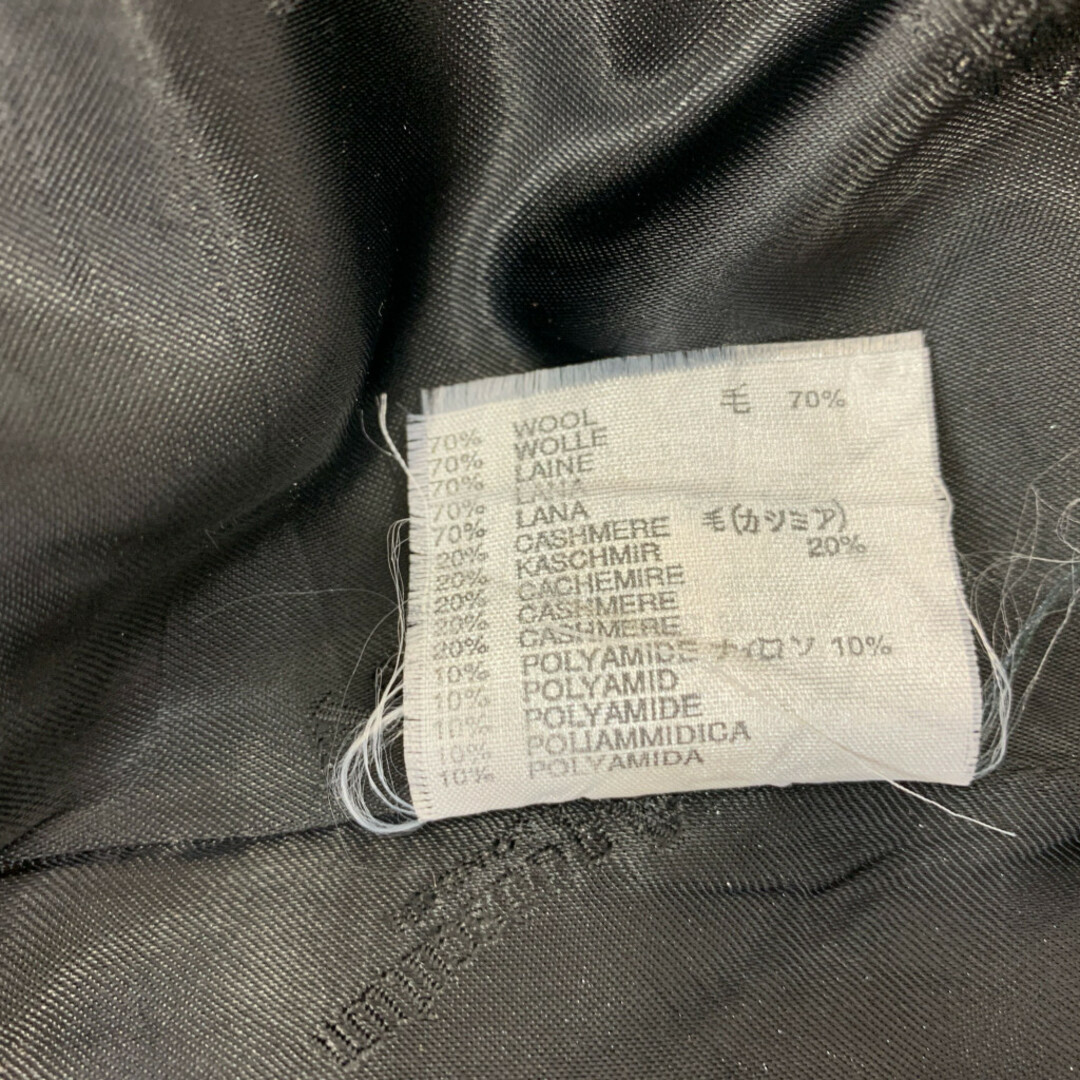 70% WOOL 毛 70%
70% WOLLE
70% LAINE
70% LANA
70% LANA
20% CASHMERE 毛(カシミア)
20% KASCHMIR 20%
20% CACHEMIRE
20% CASHMERE
20% CASHMERE
10% POLYAMIDE ナイロン 10%
10% POLYAMID
10% POLYAMIDE
10% POLIAMMIDICA
10% POLYAMIDA